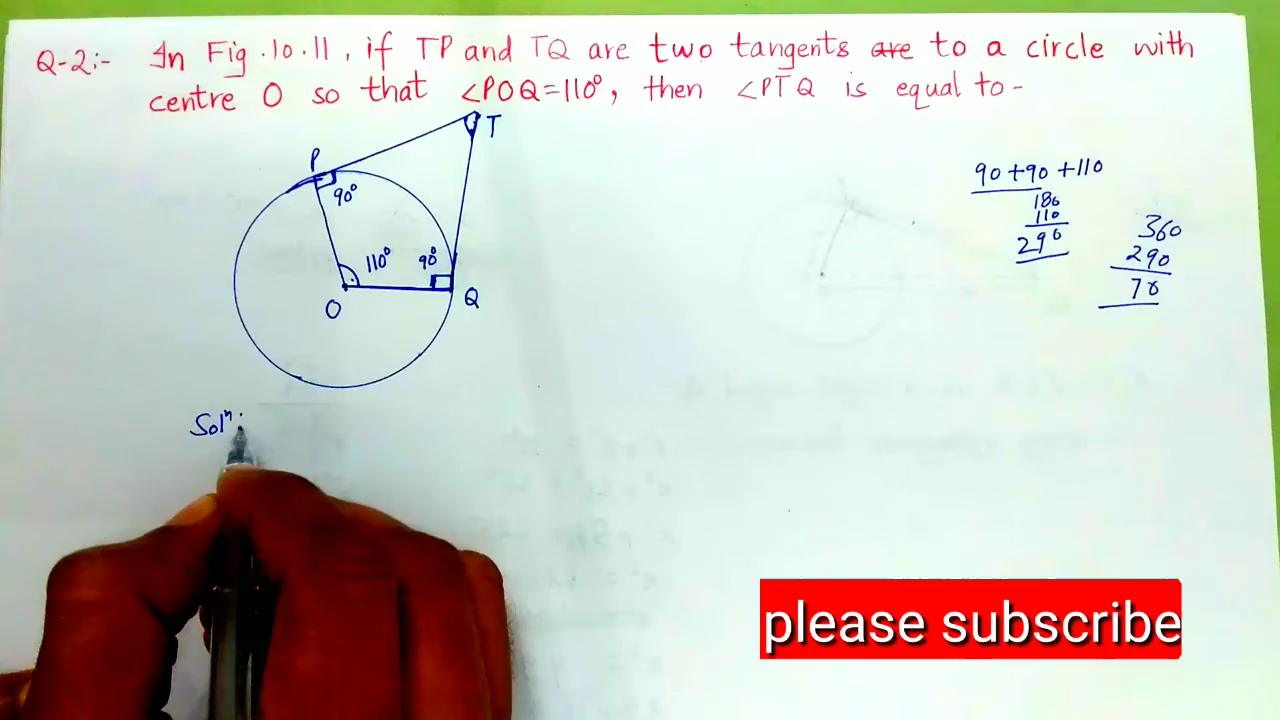 Q-2:- In Fig.10.11, if TP and TQ are two tangents are to a circle with
centre O so that ∠POQ=110°, then ∠PTQ is equal to -
T
P
90°
110°
90°
O
Q
90+90+110
180
110
290
360
290
70
Solⁿ:
please subscribe